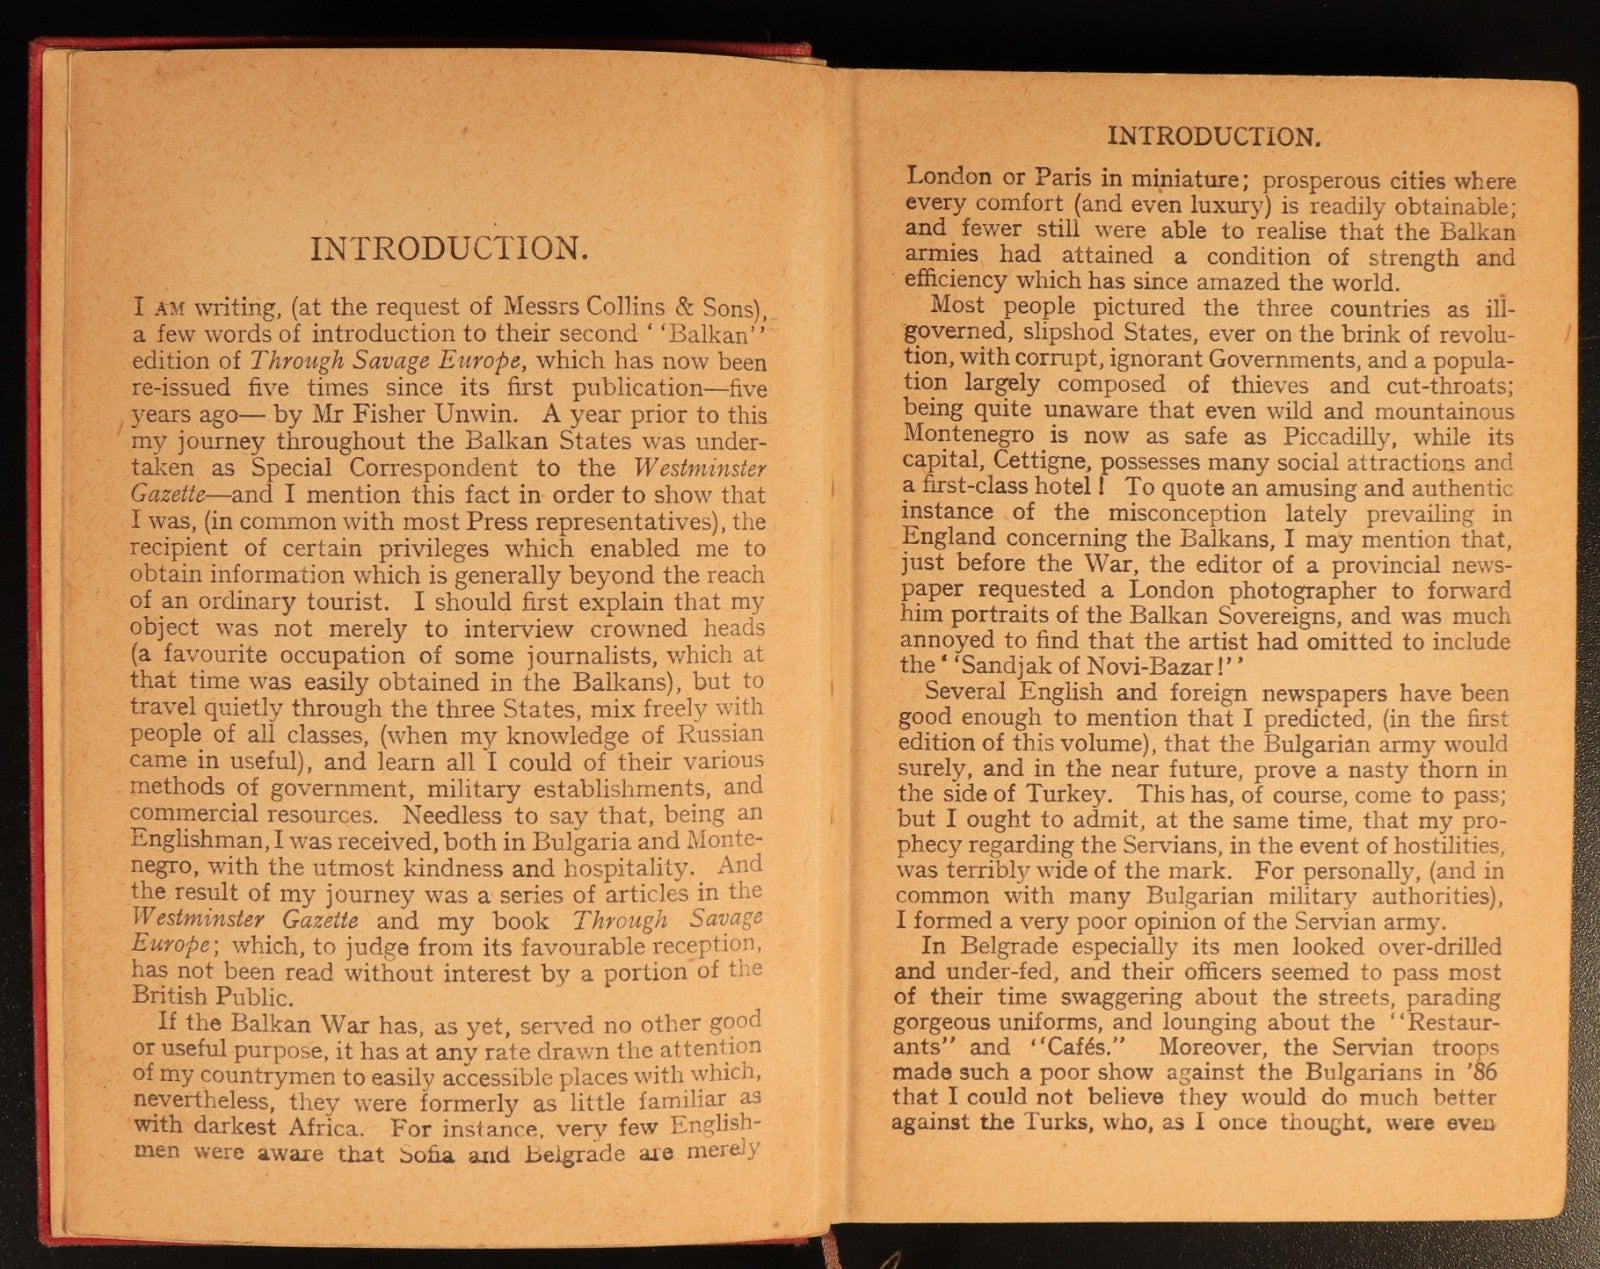 INTRODUCTION.
I AM writing, (at the request of Messrs Collins & Sons),
a few words of introduction to their second ‘ ‘Balkan’’
edition of Through Savage Europe, which has now been
re-issued five times since its first publication—five
years ago— by Mr Fisher Unwin. A year prior to this
my journey throughout the Balkan States was under-
taken as Special Correspondent to the Westminster
Gazette—and I mention this fact in order to show that
I was, (in common with most Press representatives), the
recipient of certain privileges which enabled me to
obtain information which is generally beyond the reach
of an ordinary tourist. I should first explain that my
object was not merely to interview crowned heads
(a favourite occupation of some journalists, which at
that time was easily obtained in the Balkans), but to
travel quietly through the three States, mix freely with
people of all classes, (when my knowledge of Russian
came in useful), and learn all I could of their various
methods of government, military establishments, and
commercial resources. Needless to say that, being an
Englishman, I was received, both in Bulgaria and Monte-
negro, with the utmost kindness and hospitality. And
the result of my journey was a series of articles in the
Westminster Gazette and my book Through Savage
Europe; which, to judge from its favourable reception,
has not been read without interest by a portion of the
British Public.
If the Balkan War has, as yet, served no other good
or useful purpose, it has at any rate drawn the attention
of my countrymen to easily accessible places with which,
nevertheless, they were formerly as little familiar as
with darkest Africa. For instance, very few English-
men were aware that Sofia and Belgrade are merely
INTRODUCTION.
London or Paris in miniature; prosperous cities where
every comfort (and even luxury) is readily obtainable;
and fewer still were able to realise that the Balkan
armies had attained a condition of strength and
efficiency which has since amazed the world.
Most people pictured the three countries as ill-
governed, slipshod States, ever on the brink of revolu-
tion, with corrupt, ignorant Governments, and a popula-
tion largely composed of thieves and cut-throats;
being quite unaware that even wild and mountainous
Montenegro is now as safe as Piccadilly, while its
capital, Cettigne, possesses many social attractions and
a first-class hotel! To quote an amusing and authentic
instance of the misconception lately prevailing in
England concerning the Balkans, I may mention that,
just before the War, the editor of a provincial news-
paper requested a London photographer to forward
him portraits of the Balkan Sovereigns, and was much
annoyed to find that the artist had omitted to include
the ‘ ‘Sandjak of Novi-Bazar!’’
Several English and foreign newspapers have been
good enough to mention that I predicted, (in the first
edition of this volume), that the Bulgarian army would
surely, and in the near future, prove a nasty thorn in
the side of Turkey. This has, of course, come to pass;
but I ought to admit, at the same time, that my pro-
phecy regarding the Servians, in the event of hostilities,
was terribly wide of the mark. For personally, (and in
common with many Bulgarian military authorities),
I formed a very poor opinion of the Servian army.
In Belgrade especially its men looked over-drilled
and under-fed, and their officers seemed to pass most
of their time swaggering about the streets, parading
gorgeous uniforms, and lounging about the ‘‘Restaur-
ants’’ and ‘‘Cafés.’’ Moreover, the Servian troops
made such a poor show against the Bulgarians in ’86
that I could not believe they would do much better
against the Turks, who, as I once thought, were even